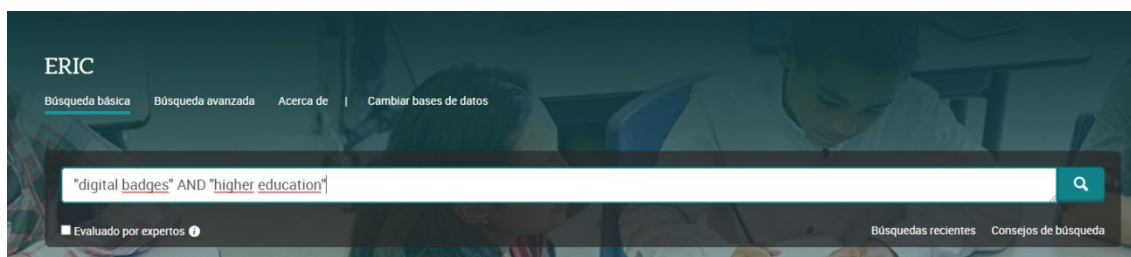 ERIC
Búsqueda básica Búsqueda avanzada Acerca de | Cambiar bases de datos
"digital badges" AND "higher education"
Evaluado por expertos i Búsquedas recientes Consejos de búsqueda